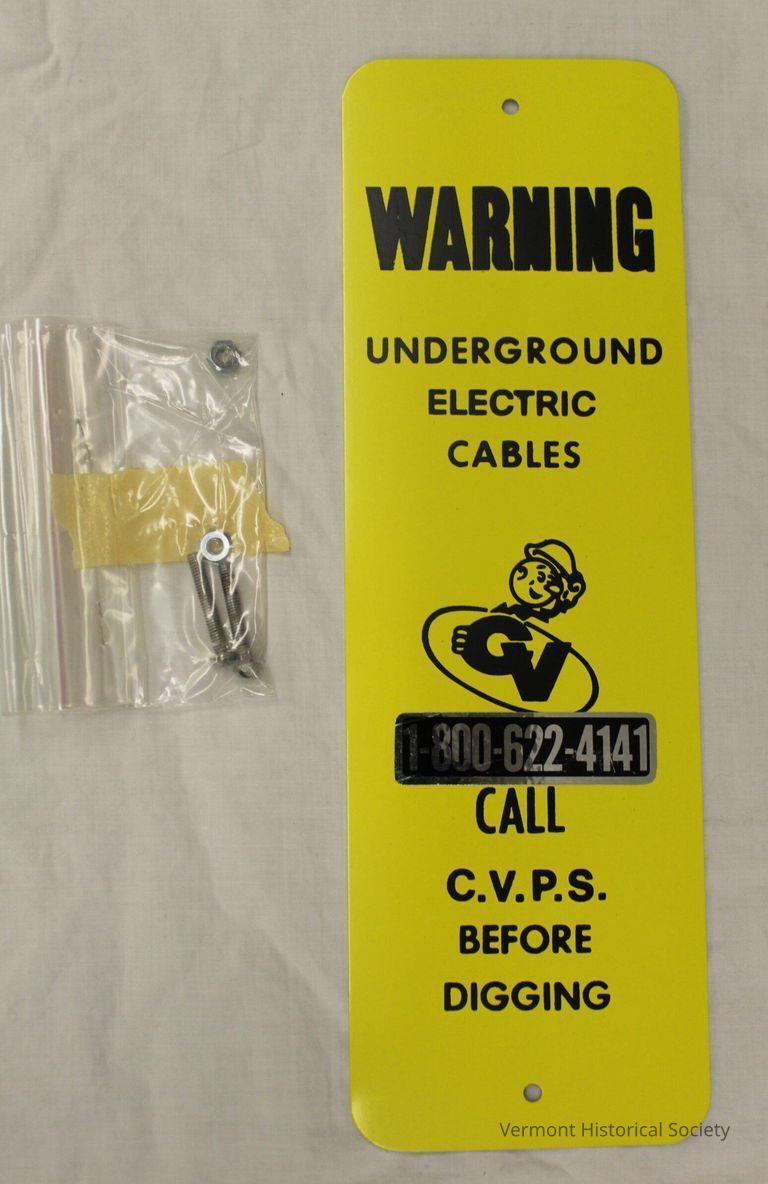 WARNING
UNDERGROUND
ELECTRIC
CABLES
CV
1-800-622-4141
CALL
C.V.P.S.
BEFORE
DIGGING
Vermont Historical Society